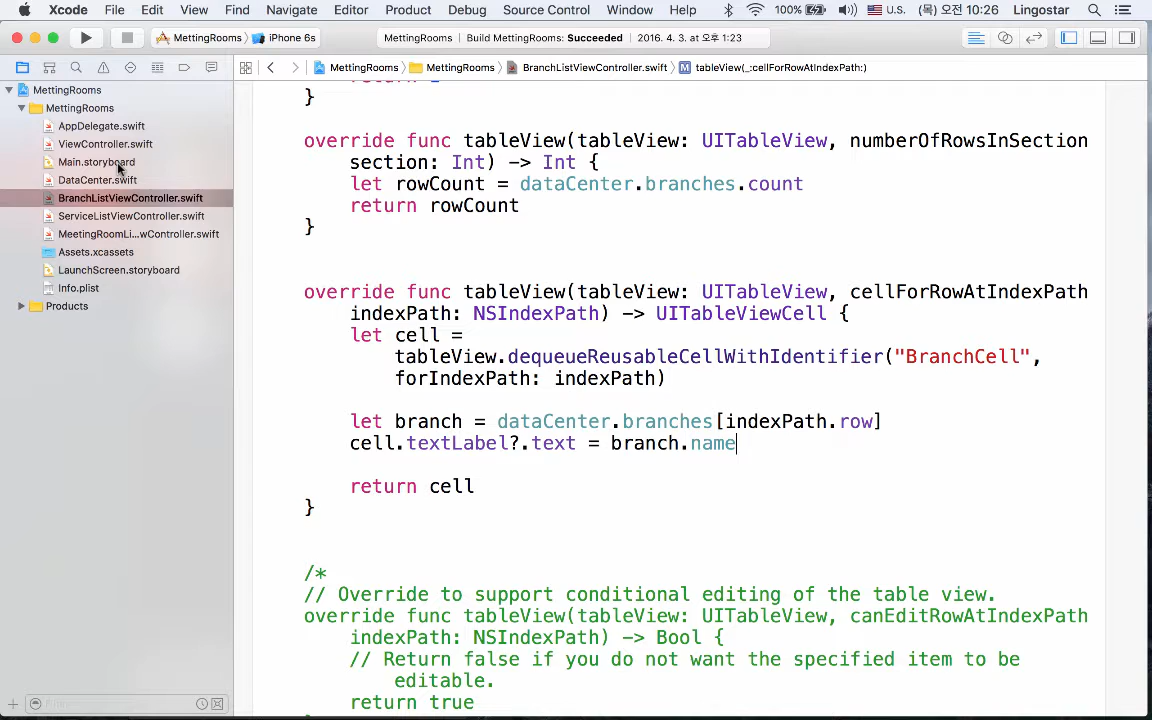 Xcode File Edit View Find Navigate Editor Product Debug Source Control Window Help 100% U.S. (목) 오전 10:26 Lingostar
MettingRooms iPhone 6s MettingRooms | Build MettingRooms: Succeeded | 2016. 4. 3. at 오후 1:23
MettingRooms MettingRooms BranchListViewController.swift M tableView(_:cellForRowAtIndexPath:)
MettingRooms
MettingRooms
AppDelegate.swift
ViewController.swift
Main.storyboard
DataCenter.swift
BranchListViewController.swift
ServiceListViewController.swift
MeetingRoomLi...wController.swift
Assets.xcassets
LaunchScreen.storyboard
Info.plist
Products
}
override func tableView(tableView: UITableView, numberOfRowsInSection
section: Int) -> Int {
let rowCount = dataCenter.branches.count
return rowCount
}
override func tableView(tableView: UITableView, cellForRowAtIndexPath
indexPath: NSIndexPath) -> UITableViewCell {
let cell =
tableView.dequeueReusableCellWithIdentifier("BranchCell",
forIndexPath: indexPath)
let branch = dataCenter.branches[indexPath.row]
cell.textLabel?.text = branch.name
return cell
}
/*
// Override to support conditional editing of the table view.
override func tableView(tableView: UITableView, canEditRowAtIndexPath
indexPath: NSIndexPath) -> Bool {
// Return false if you do not want the specified item to be
editable.
return true